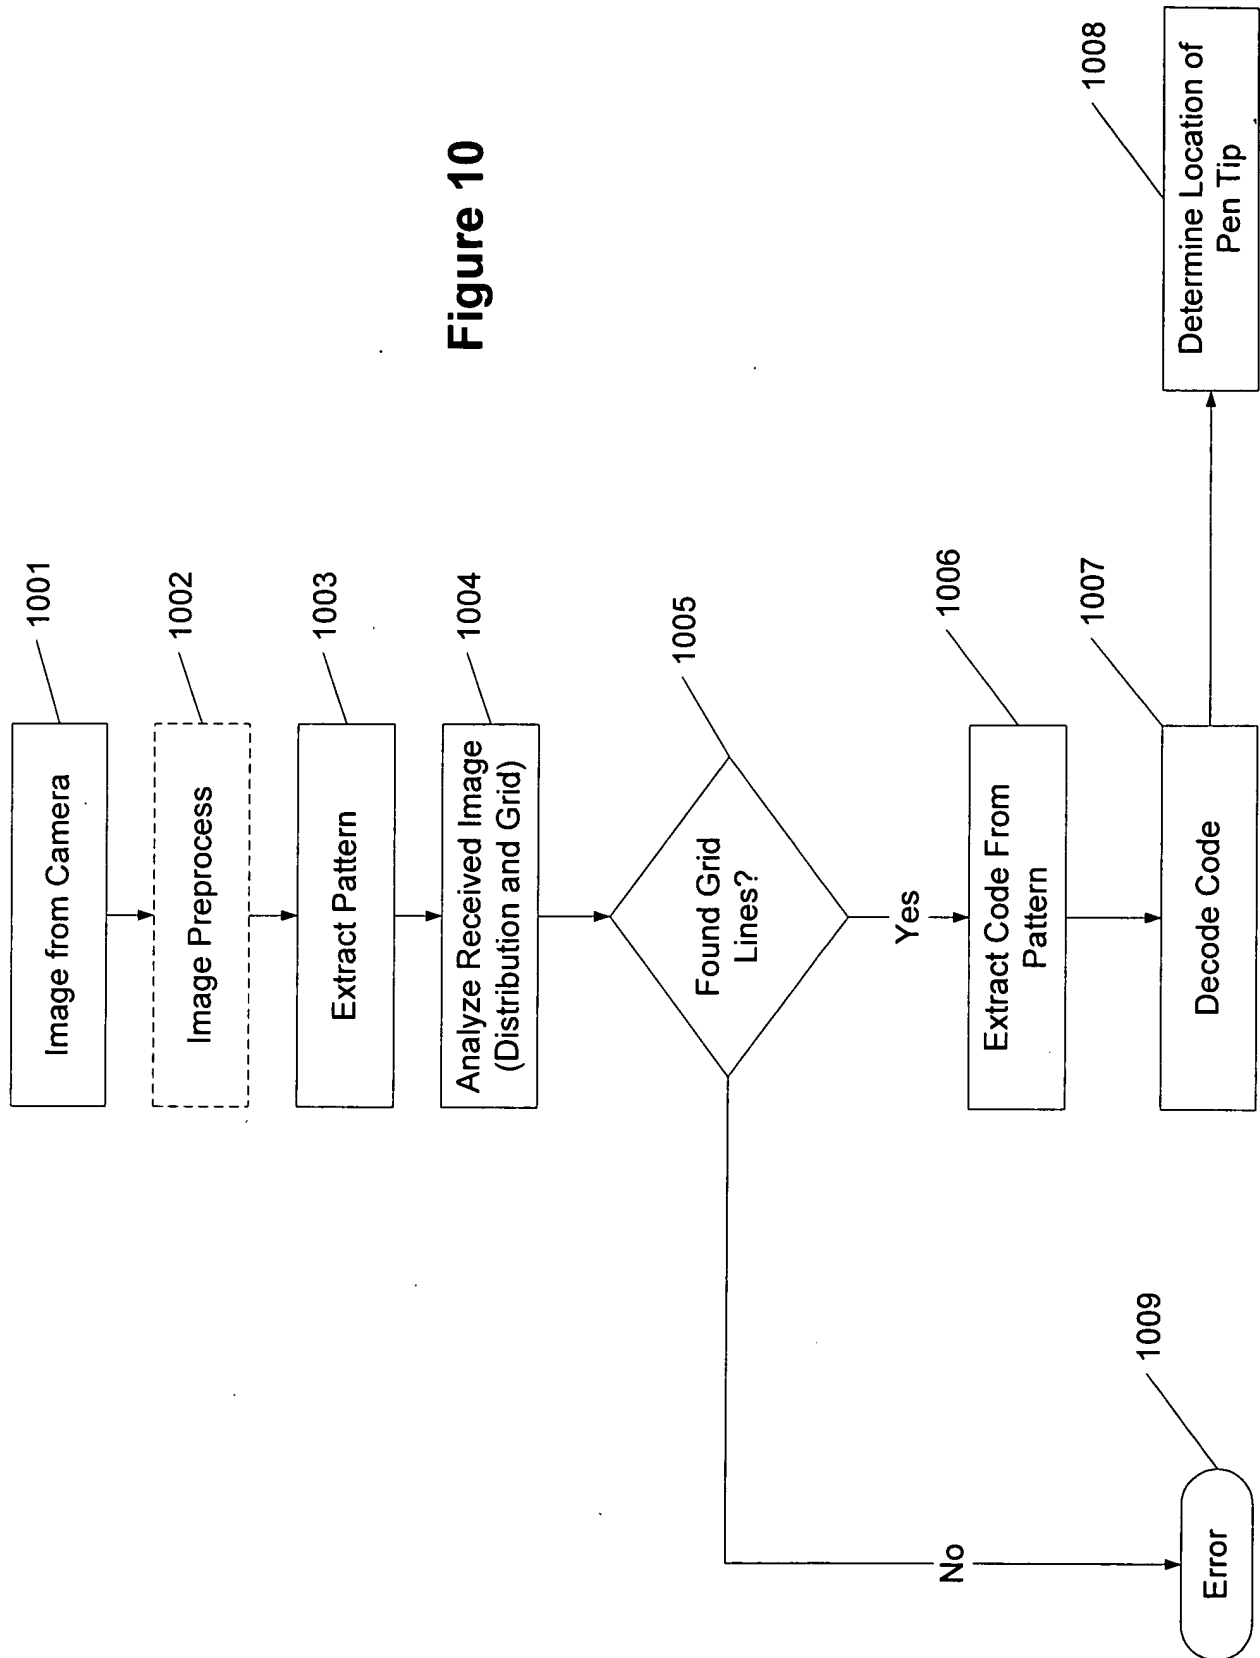 Figure 10
Image from Camera
1001
Image Preprocess
1002
Extract Pattern
1003
Analyze Received Image
(Distribution and Grid)
1004
Found Grid
Lines?
1005
Yes
No
Extract Code From
Pattern
1006
Decode Code
1007
Determine Location of
Pen Tip
1008
Error
1009